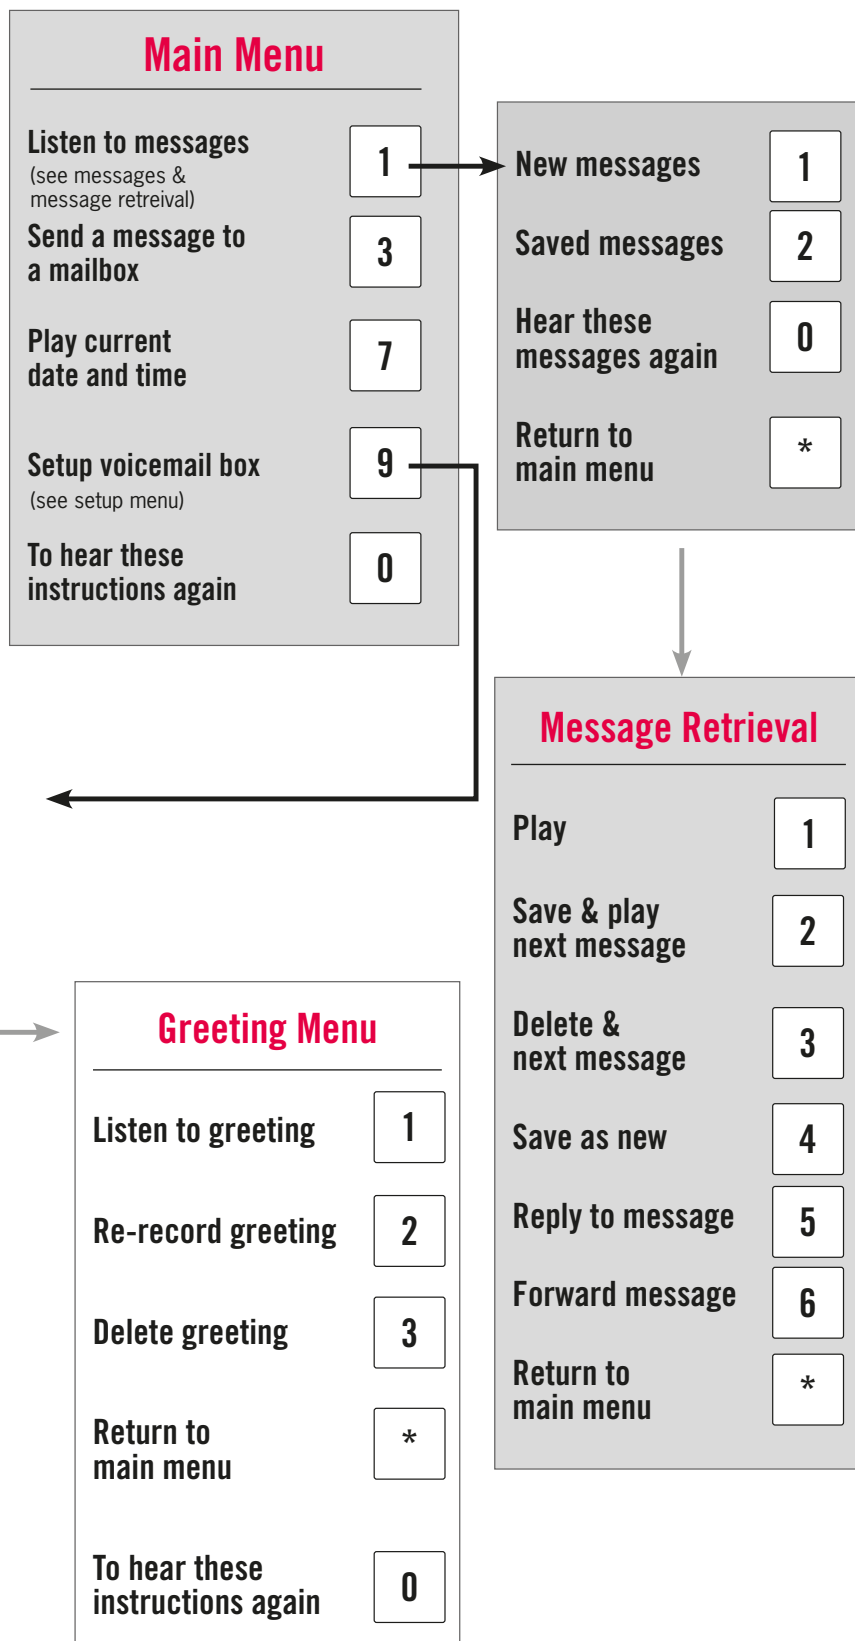 Main Menu
Listen to messages
(see messages &
message retreival)
1
Send a message to
a mailbox
3
Play current
date and time
7
Setup voicemail box
(see setup menu)
9
To hear these
instructions again
0
New messages
1
Saved messages
2
Hear these
messages again
0
Return to
main menu
*
Message Retrieval
Play
1
Save & play
next message
2
Delete &
next message
3
Save as new
4
Reply to message
5
Forward message
6
Return to
main menu
*
Greeting Menu
Listen to greeting
1
Re-record greeting
2
Delete greeting
3
Return to
main menu
*
To hear these
instructions again
0